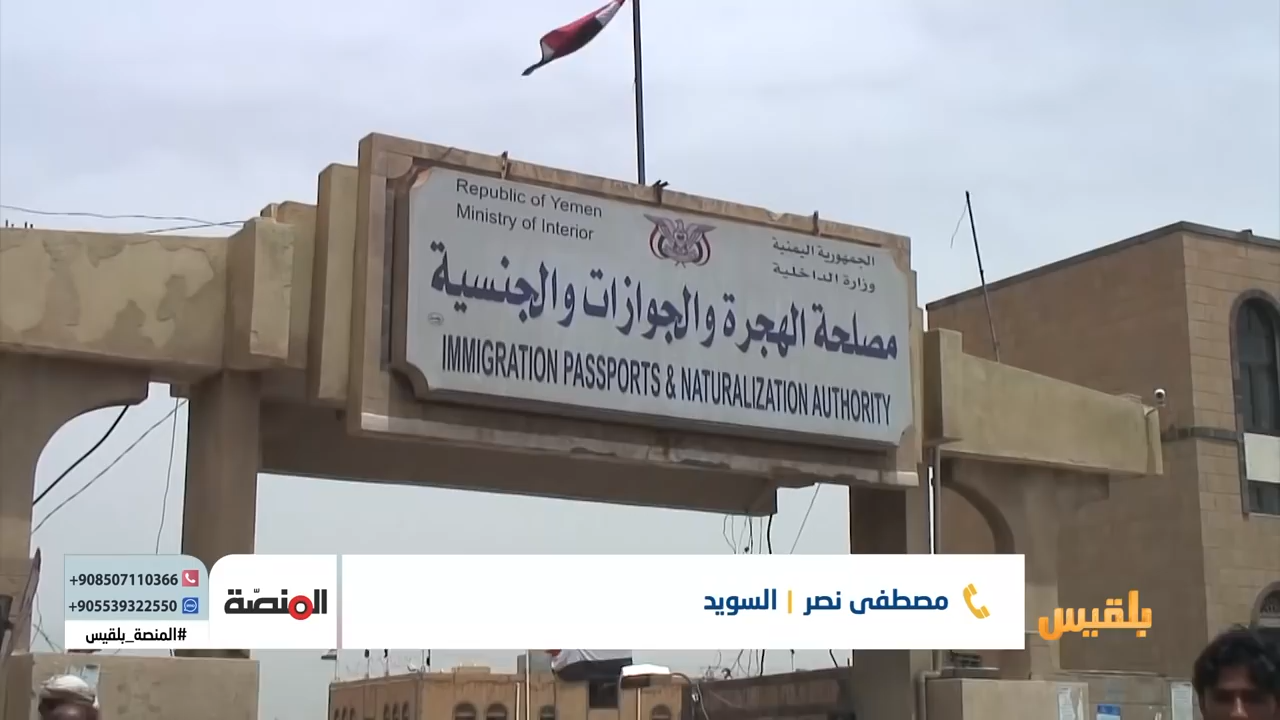 Republic of Yemen
Ministry of Interior
الجمهورية اليمنية
وزارة الداخلية
مصلحة الهجرة والجوازات والجنسية
IMMIGRATION PASSPORTS & NATURALIZATION AUTHORITY
+908507110366
+905539322550
#المنصة_بلقيس
المنصّة
مصطفى نصر | السويد
بلقيس